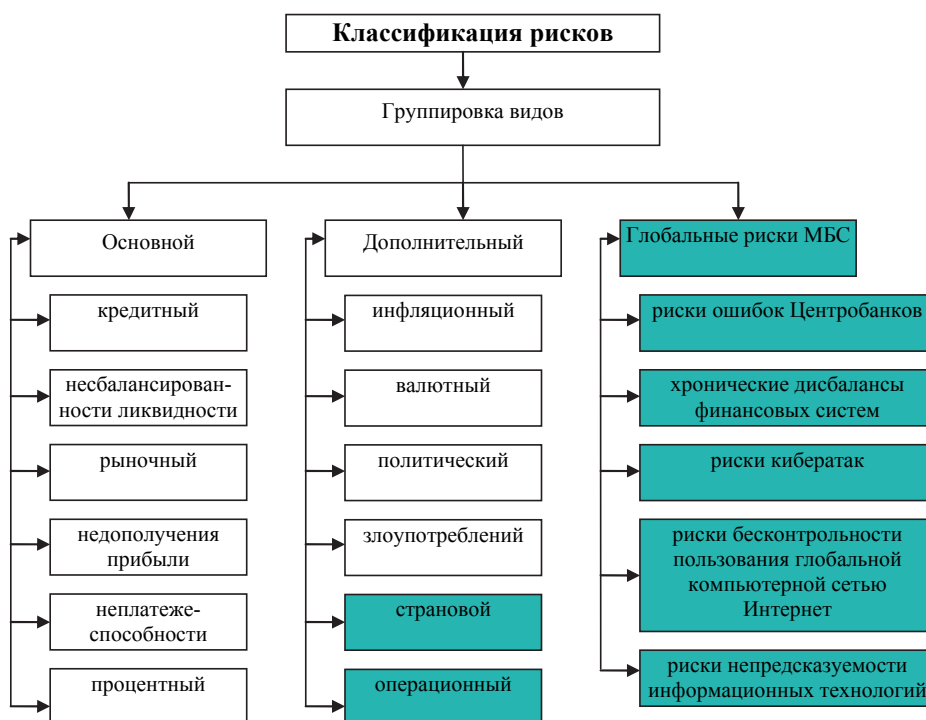 Классификация рисков
Группировка видов
Основной
кредитный
несбалансирован-
ности ликвидности
рыночный
недополучения
прибыли
неплатеже-
способности
процентный
Дополнительный
инфляционный
валютный
политический
злоупотреблений
страновой
операционный
Глобальные риски МБС
риски ошибок Центробанков
хронические дисбалансы
финансовых систем
риски кибератак
риски бесконтрольности
пользования глобальной
компьютерной сетью
Интернет
риски непредсказуемости
информационных технологий